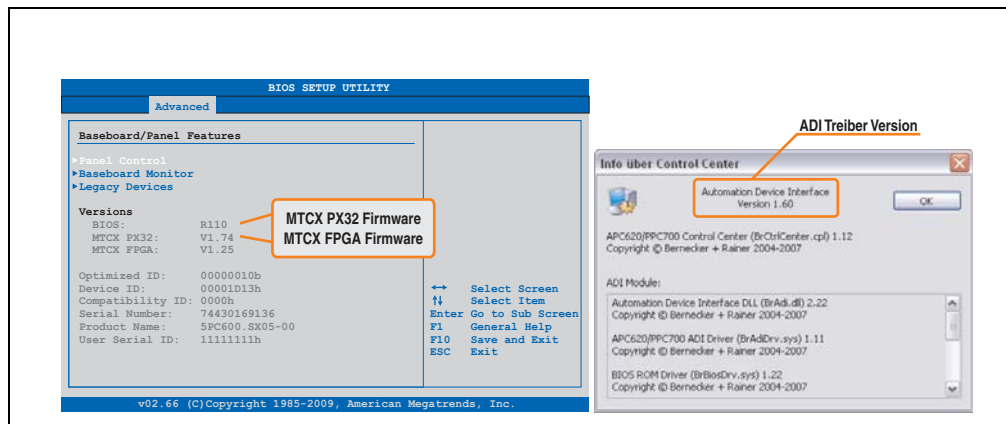 BIOS SETUP UTILITY
Advanced
Baseboard/Panel Features
▶Panel Control
▶Baseboard Monitor
▶Legacy Devices
Versions
BIOS: R110
MTCX PX32: V1.74
MTCX FPGA: V1.25
MTCX PX32 Firmware
MTCX FPGA Firmware
Optimized ID: 00000010b
Device ID: 00001D13h
Compatibility ID: 0000h
Serial Number: 74430169136
Product Name: 5PC600.SX05-00
User Serial ID: 11111111h
↔ Select Screen
↑↓ Select Item
Enter Go to Sub Screen
F1 General Help
F10 Save and Exit
ESC Exit
v02.66 (C)Copyright 1985-2009, American Megatrends, Inc.
ADI Treiber Version
Info über Control Center
Automation Device Interface
Version 1.60
OK
APC620/PPC700 Control Center (BrCtrlCenter.cpl) 1.12
Copyright © Bernecker + Rainer 2004-2007
ADI Module:
Automation Device Interface DLL (BrAdi.dll) 2.22
Copyright © Bernecker + Rainer 2004-2007
APC620/PPC700 ADI Driver (BrAdiDrv.sys) 1.11
Copyright © Bernecker + Rainer 2004-2007
BIOS ROM Driver (BrBiosDrv.sys) 1.22
Copyright © Bernecker + Rainer 2004-2007